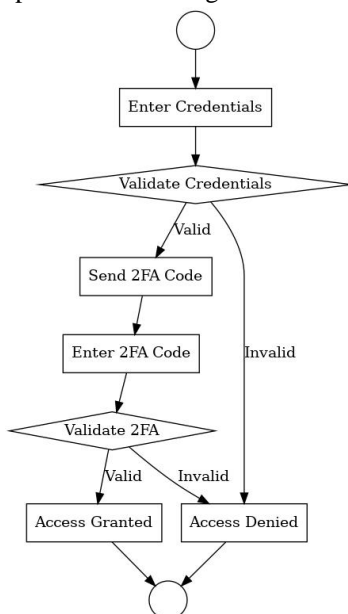 Enter Credentials
Validate Credentials
Valid
Send 2FA Code
Enter 2FA Code
Invalid
Validate 2FA
Valid
Invalid
Access Granted
Access Denied